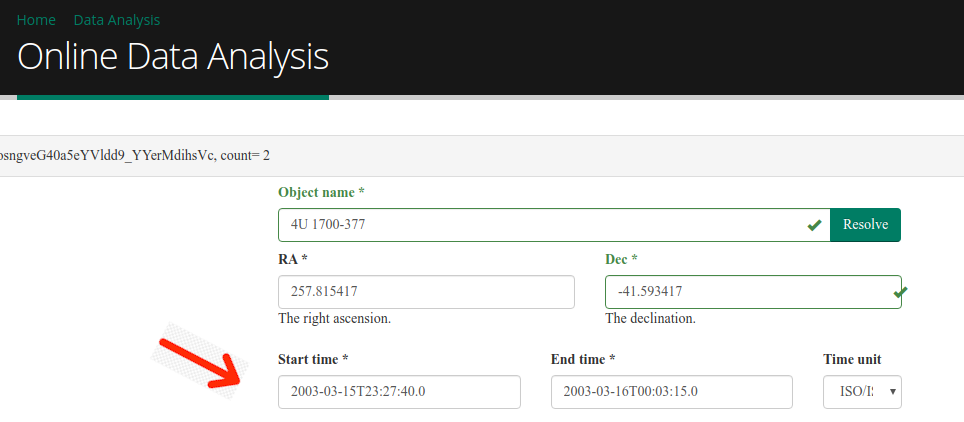 Home Data Analysis
Online Data Analysis
osngveG40a5eYVldd9_YYerMdihsVc, count= 2
Object name *
4U 1700-377 Resolve
RA * Dec *
257.815417 -41.593417
The right ascension. The declination.
Start time * End time * Time unit
2003-03-15T23:27:40.0 2003-03-16T00:03:15.0 ISO/IS